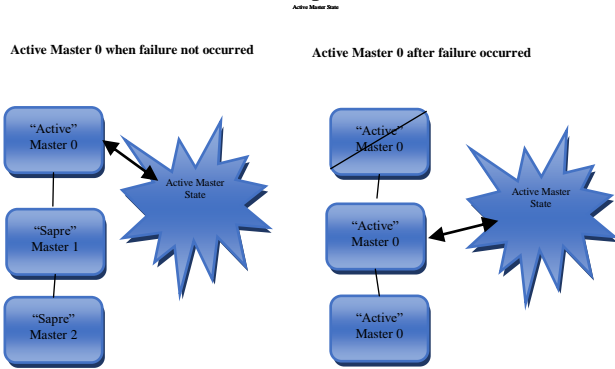 Active Master State
Active Master 0 when failure not occurred
Active Master 0 after failure occurred
“Active”
Master 0
Active Master
State
“Sapre”
Master 1
“Sapre”
Master 2
“Active”
Master 0
Active Master
State
“Active”
Master 0
“Active”
Master 0